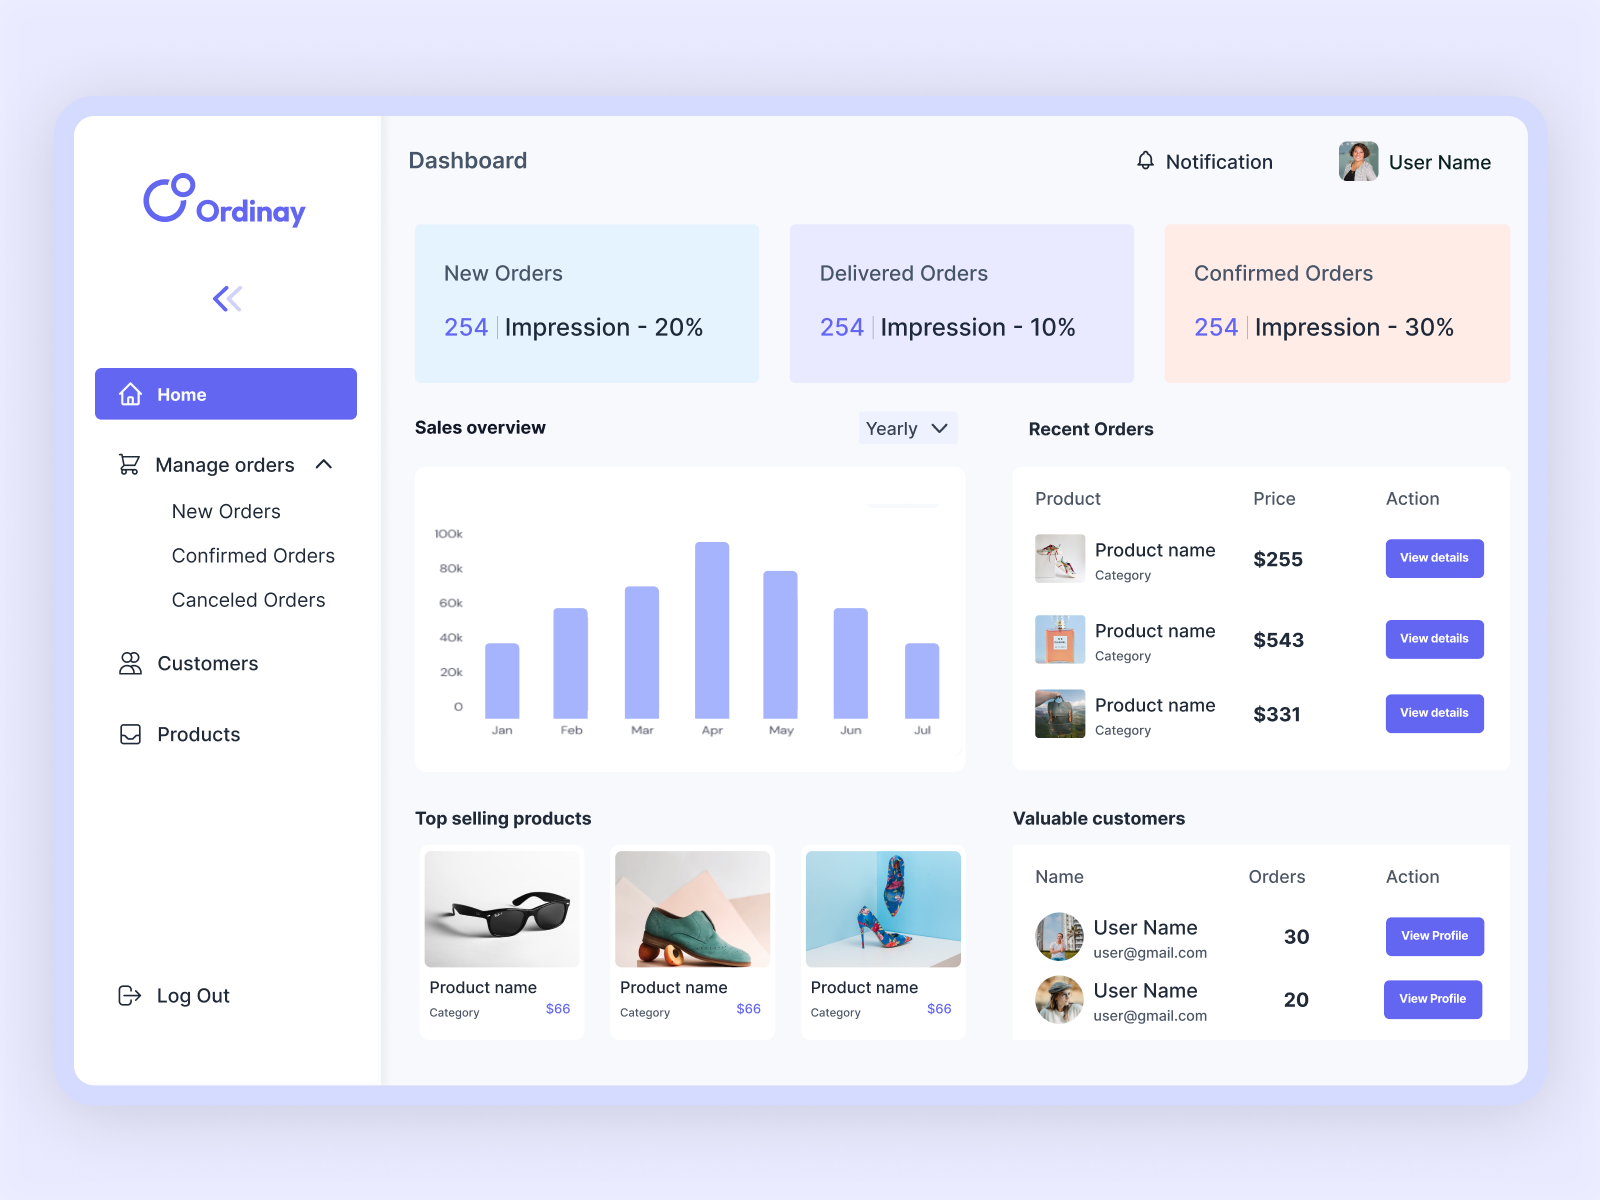 Ordinay
Home
Manage orders
New Orders
Confirmed Orders
Canceled Orders
Customers
Products
Log Out
Dashboard
Notification
User Name
New Orders
254 | Impression - 20%
Delivered Orders
254 | Impression - 10%
Confirmed Orders
254 | Impression - 30%
Sales overview
Yearly
100k
80k
60k
40k
20k
0
Jan Feb Mar Apr May Jun Jul
Recent Orders
Product Price Action
Product name
Category
$255
View details
Product name
Category
$543
View details
Product name
Category
$331
View details
Top selling products
Product name
Category $66
Product name
Category $66
Product name
Category $66
Valuable customers
Name Orders Action
User Name
user@gmail.com
30
View Profile
User Name
user@gmail.com
20
View Profile